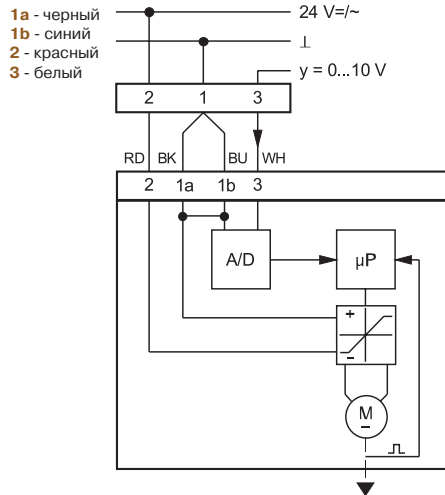 1a - черный
1b - синий
2 - красный
3 - белый
24 V=/~
⊥
y = 0...10 V
2 1 3
RD BK BU WH
2 1a 1b 3
A/D
µP
+
-
M